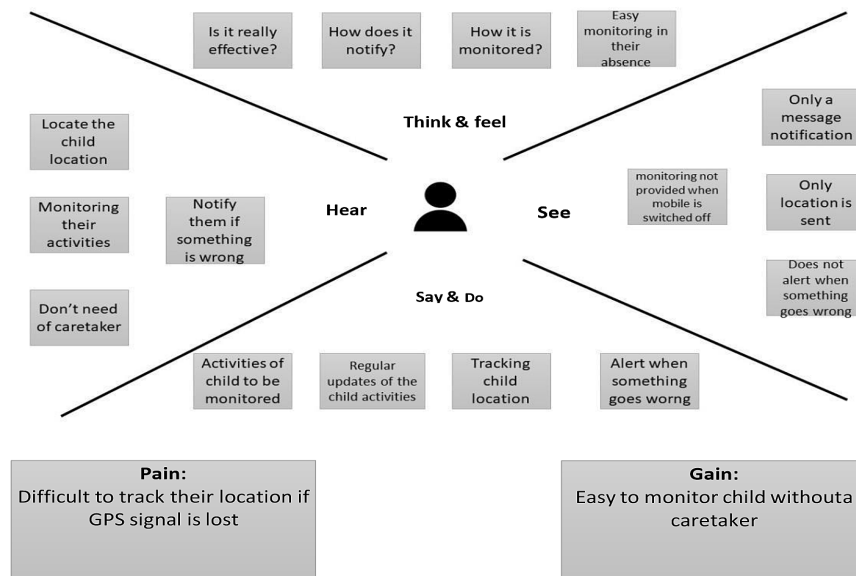 Is it really
effective?
How does it
notify?
How it is
monitored?
Easy
monitoring in
their
absence
Think & feel
Locate the
child
location
Monitoring
their
activities
Notify
them if
something
is wrong
Don't need
of caretaker
Hear
See
Only a
message
notification
monitoring not
provided when
mobile is
switched off
Only
location is
sent
Does not
alert when
something
goes wrong
Say & Do
Activities of
child to be
monitored
Regular
updates of the
child activities
Tracking
child
location
Alert when
something
goes worng
Pain:
Difficult to track their location if
GPS signal is lost
Gain:
Easy to monitor child withouta
caretaker